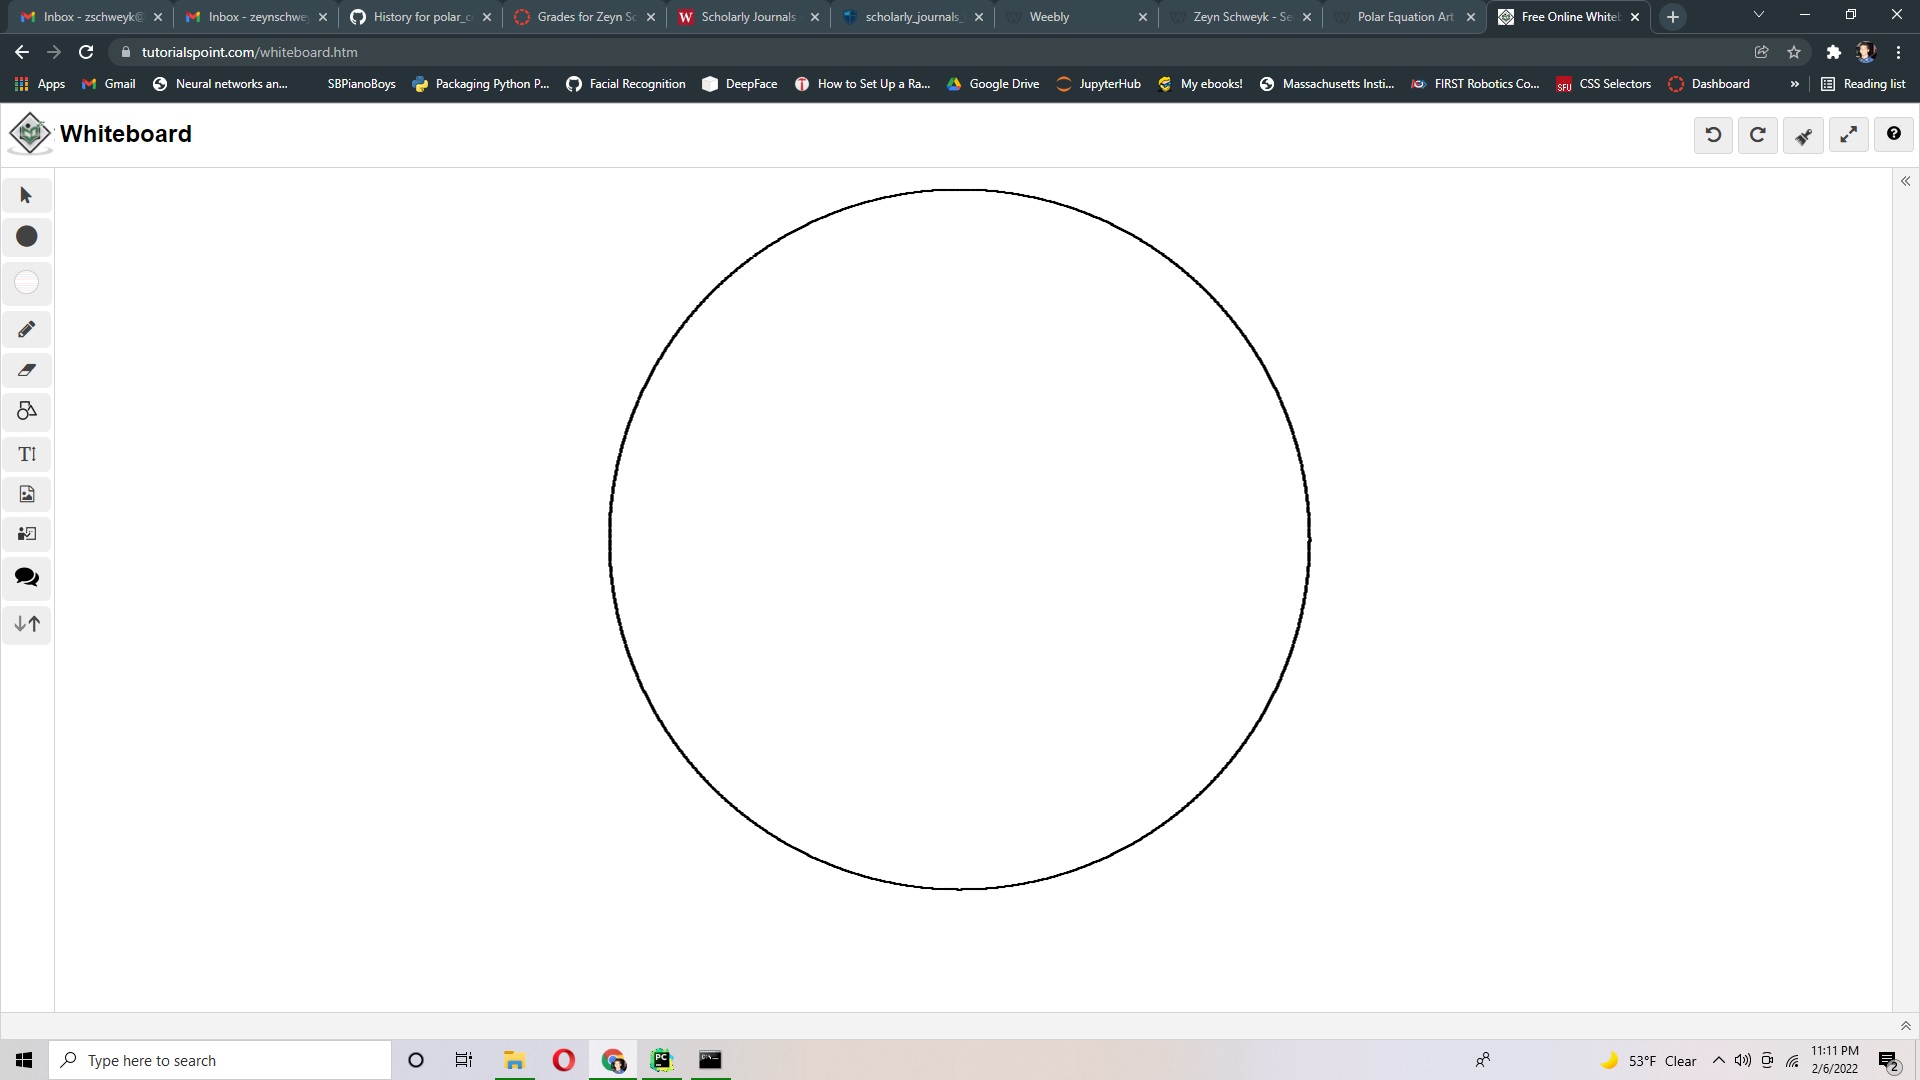 Inbox - zschweyk@
Inbox - zeynschwe
History for polar_c
Grades for Zeyn Sc
Scholarly Journals
scholarly_journals_
Weebly
Zeyn Schweyk - Se
Polar Equation Art
Free Online Whiteb
tutorialspoint.com/whiteboard.htm
Apps
Gmail
Neural networks an...
SBPianoBoys
Packaging Python P...
Facial Recognition
DeepFace
How to Set Up a Ra...
Google Drive
JupyterHub
My ebooks!
Massachusetts Insti...
FIRST Robotics Co...
SFU
CSS Selectors
Dashboard
»
Reading list
Whiteboard
Type here to search
53°F Clear
11:11 PM
2/6/2022
2